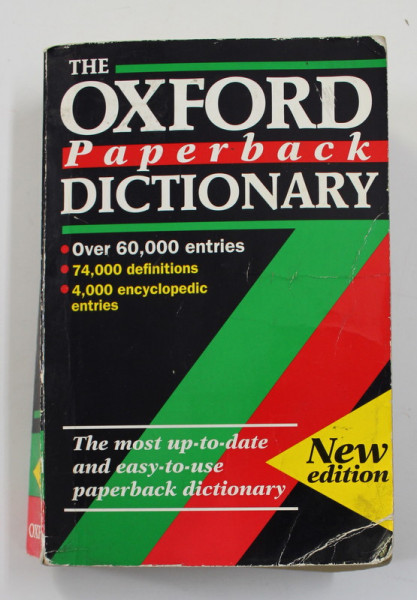 THE
OXFORD
Paperback
DICTIONARY
Over 60,000 entries
74,000 definitions
4,000 encyclopedic
entries
The most up-to-date
and easy-to-use
paperback dictionary
New
edition